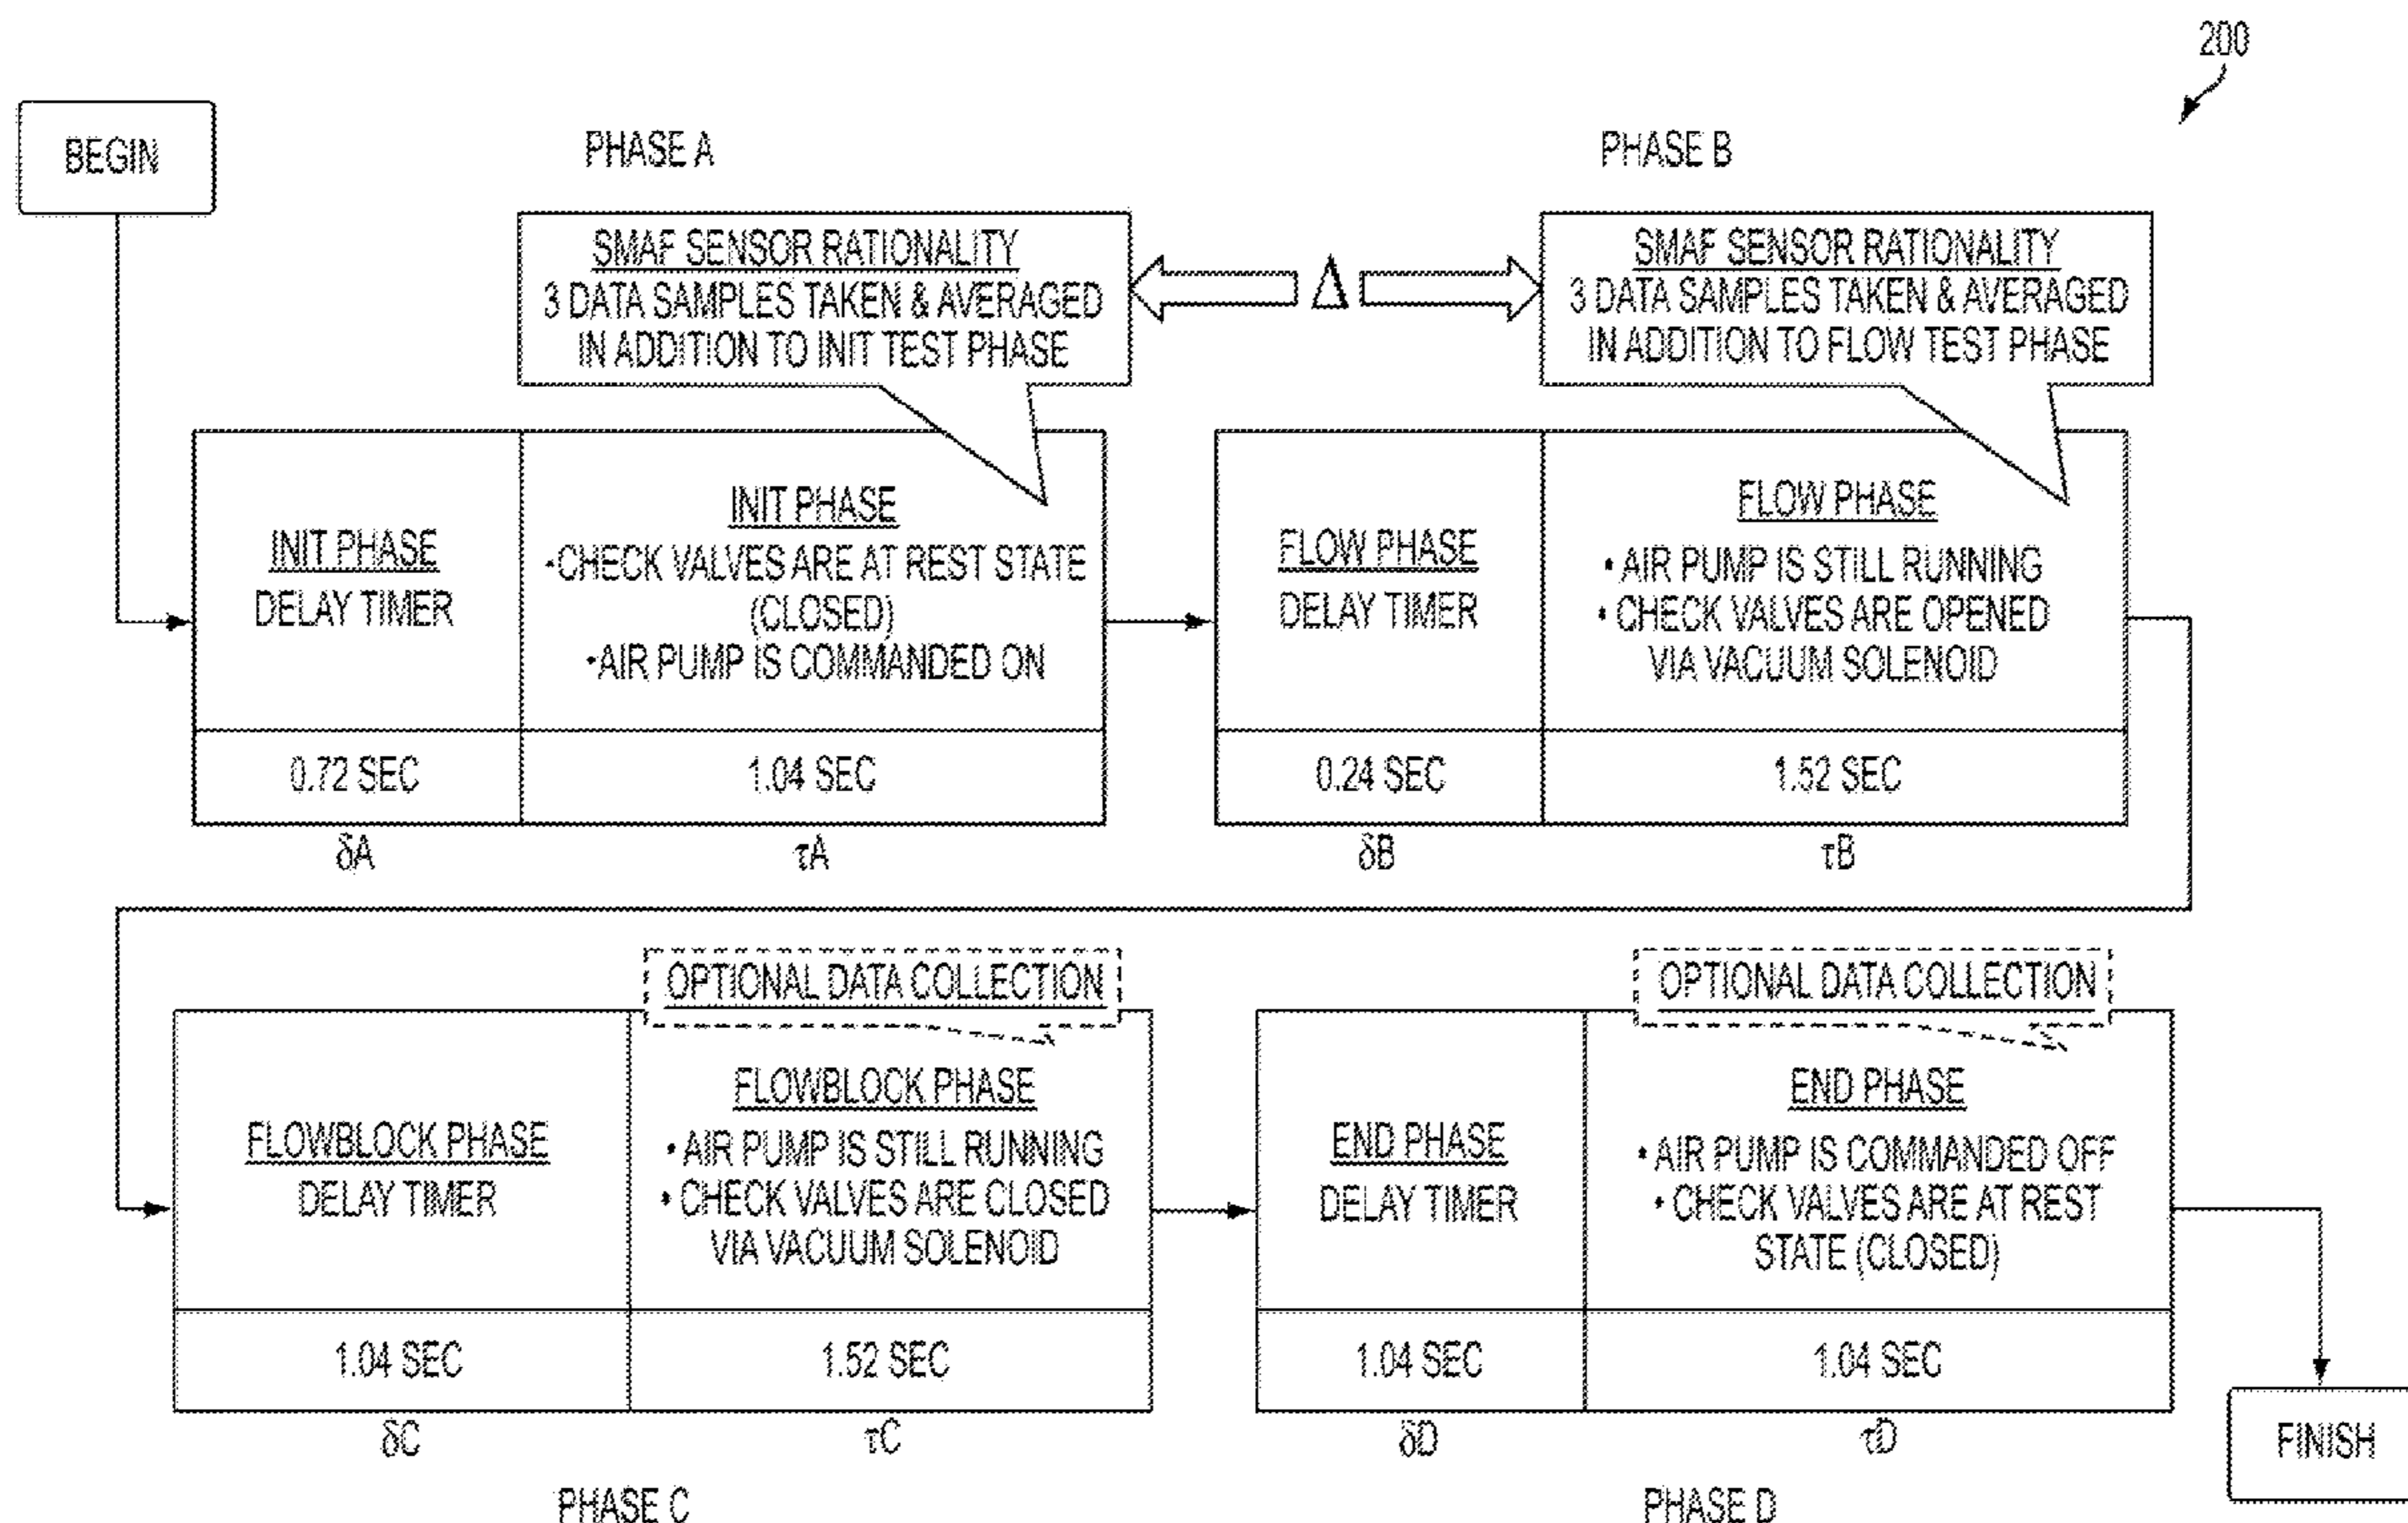 200
BEGIN
PHASE A
PHASE B
SMAF SENSOR RATIONALITY
3 DATA SAMPLES TAKEN & AVERAGED
IN ADDITION TO INIT TEST PHASE
Δ
SMAF SENSOR RATIONALITY
3 DATA SAMPLES TAKEN & AVERAGED
IN ADDITION TO FLOW TEST PHASE
INIT PHASE
DELAY TIMER
INIT PHASE
•CHECK VALVES ARE AT REST STATE
(CLOSED)
•AIR PUMP IS COMMANDED ON
FLOW PHASE
DELAY TIMER
FLOW PHASE
• AIR PUMP IS STILL RUNNING
• CHECK VALVES ARE OPENED
VIA VACUUM SOLENOID
0.72 SEC
1.04 SEC
0.24 SEC
1.52 SEC
δA
τA
δB
τB
OPTIONAL DATA COLLECTION
OPTIONAL DATA COLLECTION
FLOWBLOCK PHASE
DELAY TIMER
FLOWBLOCK PHASE
• AIR PUMP IS STILL RUNNING
• CHECK VALVES ARE CLOSED
VIA VACUUM SOLENOID
END PHASE
DELAY TIMER
END PHASE
• AIR PUMP IS COMMANDED OFF
• CHECK VALVES ARE AT REST
STATE (CLOSED)
1.04 SEC
1.52 SEC
1.04 SEC
1.04 SEC
δC
τC
δD
τD
FINISH
PHASE C
PHASE D